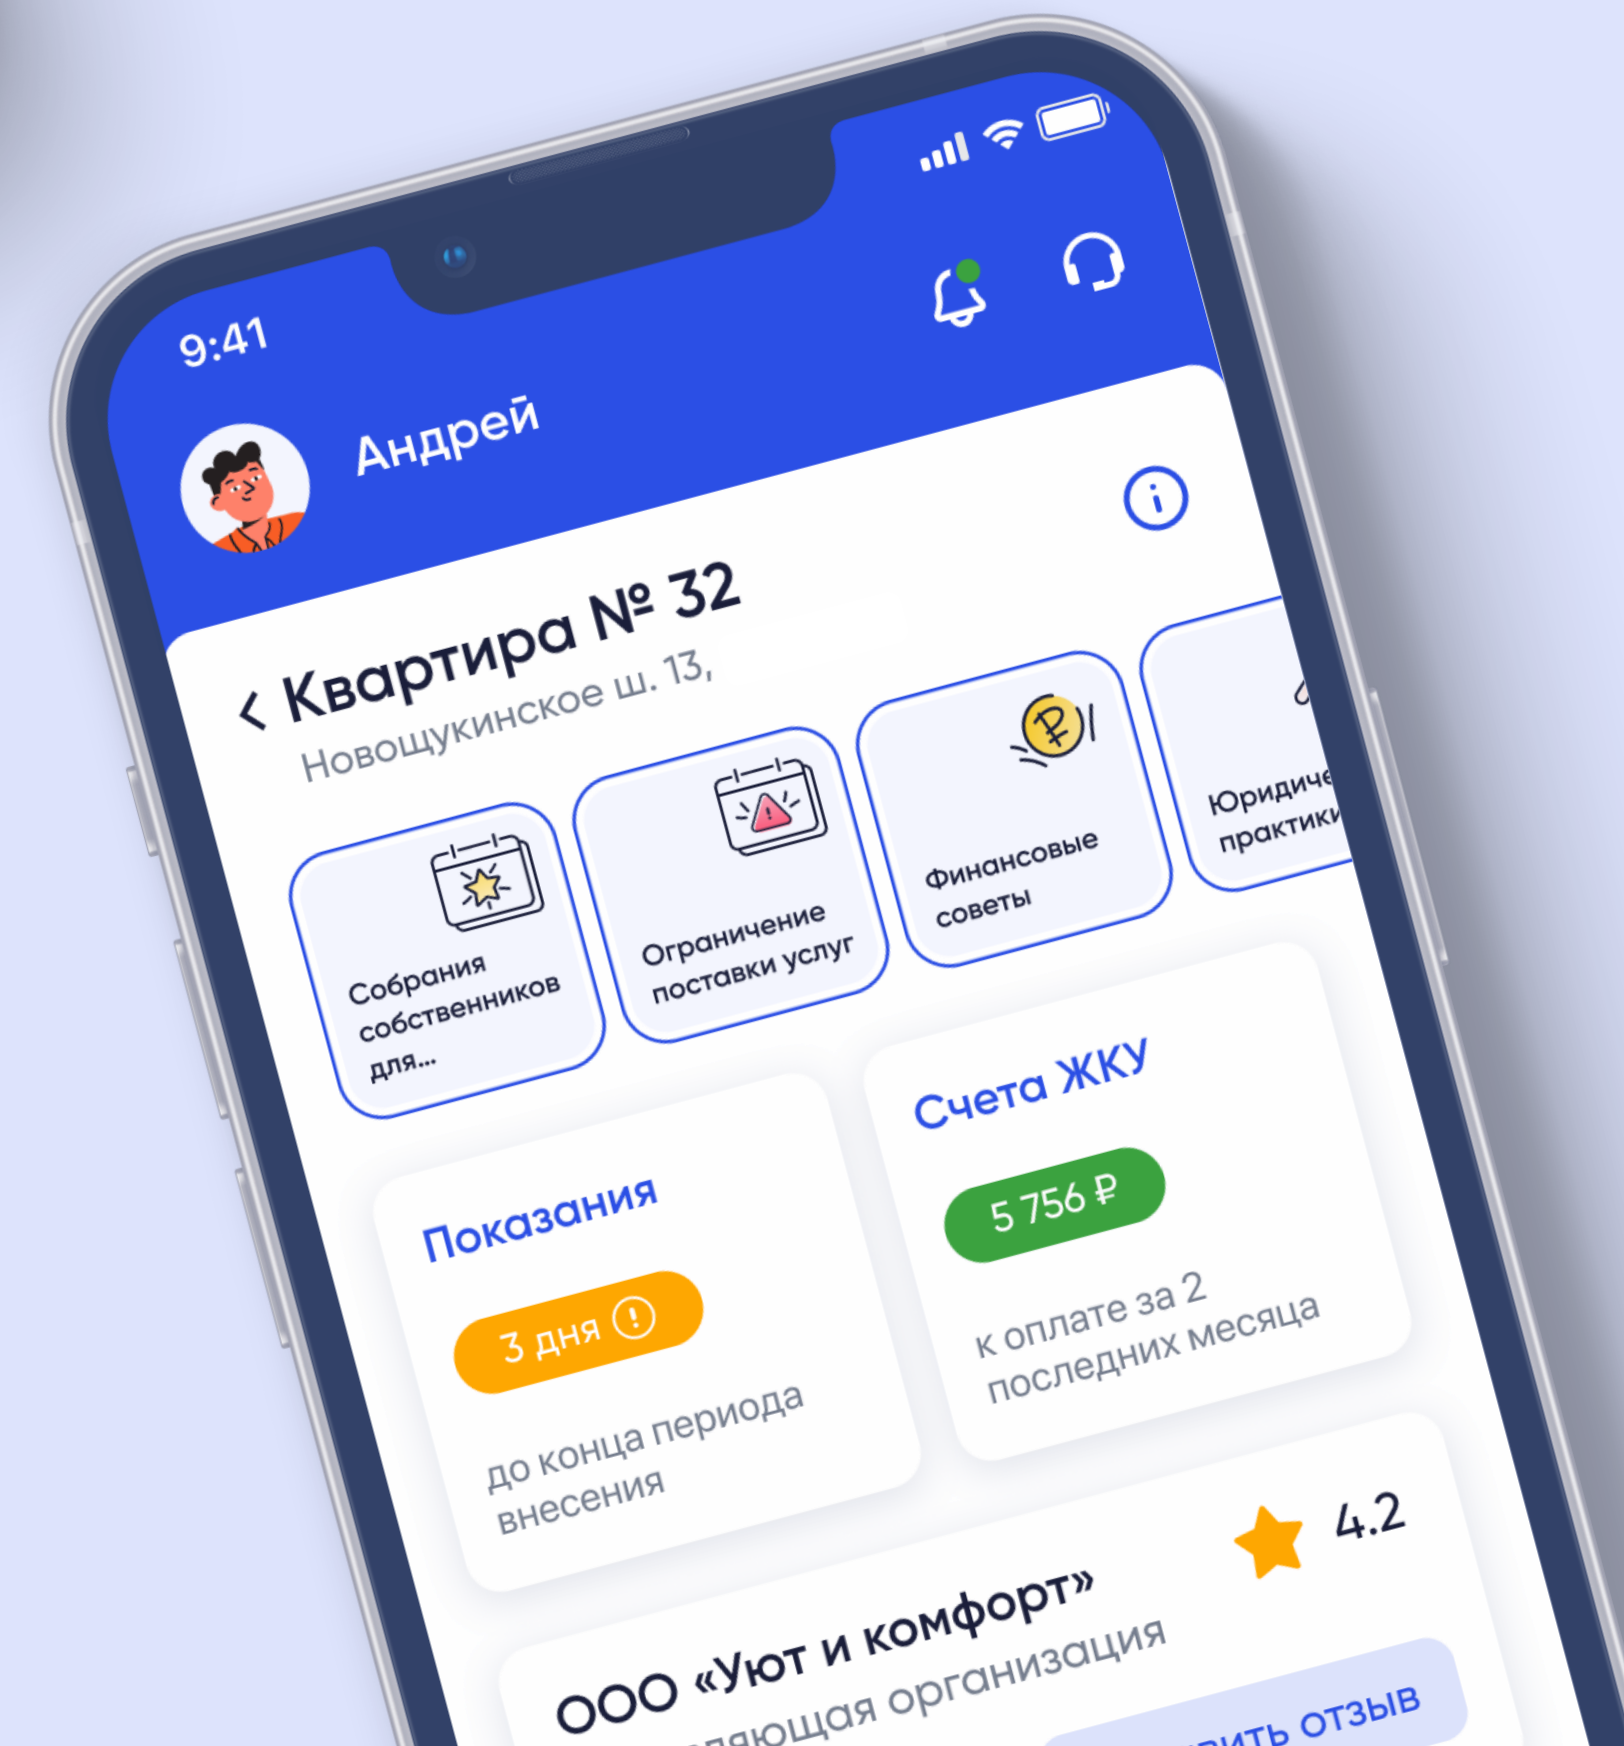 9:41
Андрей
Квартира № 32
Новощукинское ш. 13,
Собрания
собственников
для...
Ограничение
поставки услуг
Финансовые
советы
практики
Показания
3 дня
до конца периода
внесения
Счета ЖКУ
5 756 ₽
к оплате за 2
последних месяца
ООО «Уют и комфорт»
4.2
организация
отзыв